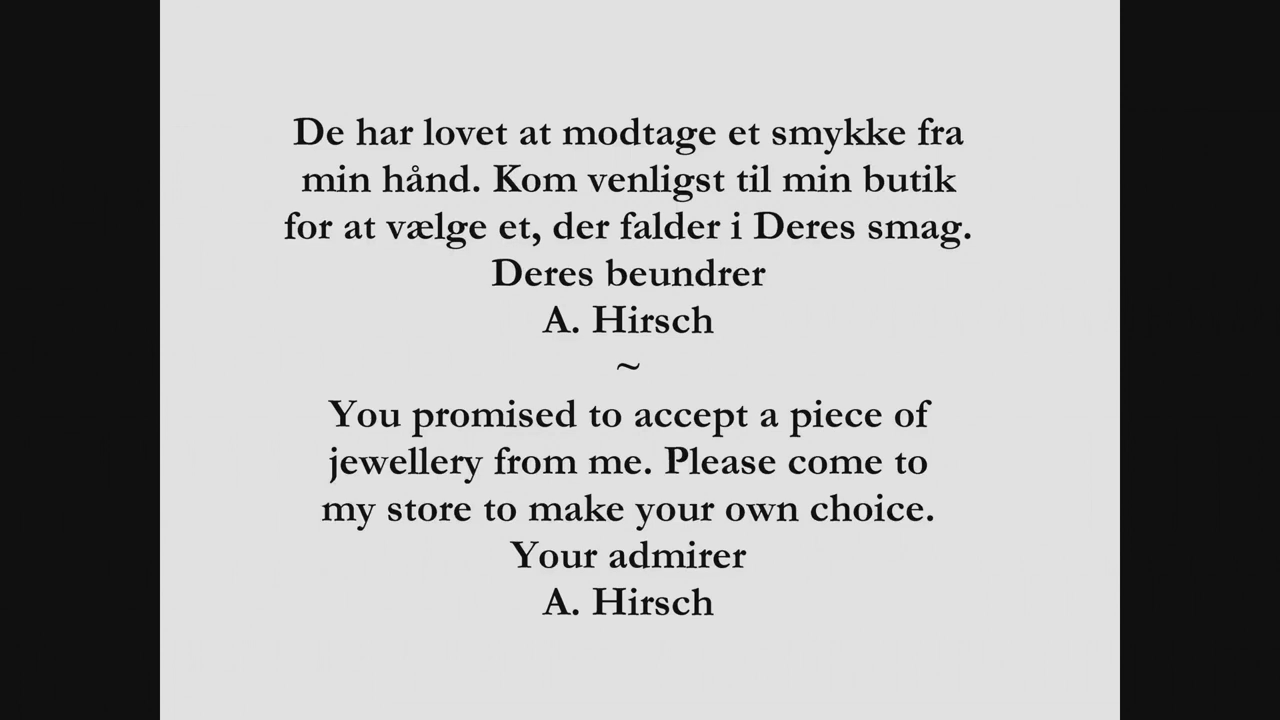 De har lovet at modtage et smykke fra
min hånd. Kom venligst til min butik
for at vælge et, der falder i Deres smag.
Deres beundrer
A. Hirsch
~
You promised to accept a piece of
jewellery from me. Please come to
my store to make your own choice.
Your admirer
A. Hirsch